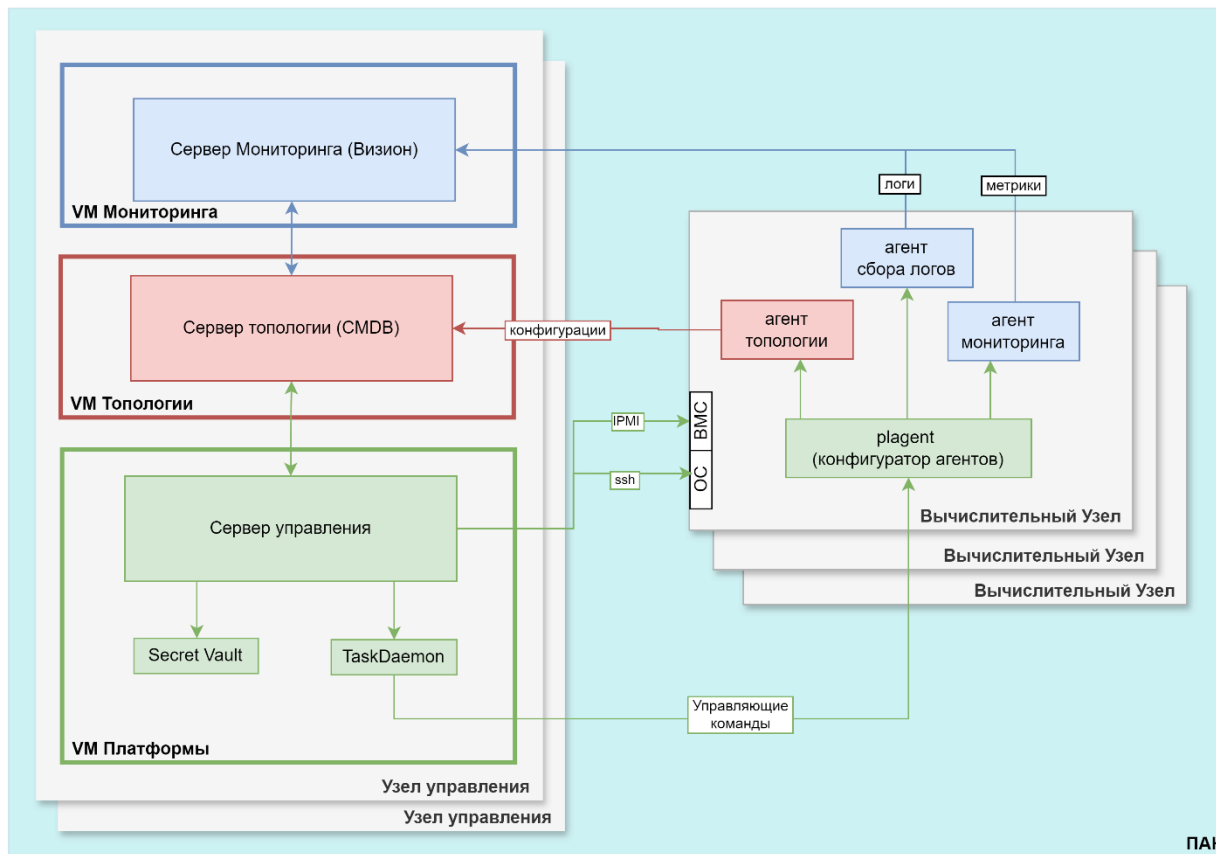 Сервер Мониторинга (Визион)
VM Мониторинга
Сервер топологии (CMDB)
VM Топологии
Сервер управления
Secret Vault
TaskDaemon
VM Платформы
Узел управления
Узел управления
логи
метрики
конфигурации
IPMI
ssh
Управляющие
команды
агент
сбора логов
агент
топологии
агент
мониторинга
BMC
ОС
plagent
(конфигуратор агентов)
Вычислительный Узел
Вычислительный Узел
Вычислительный Узел
ПАК